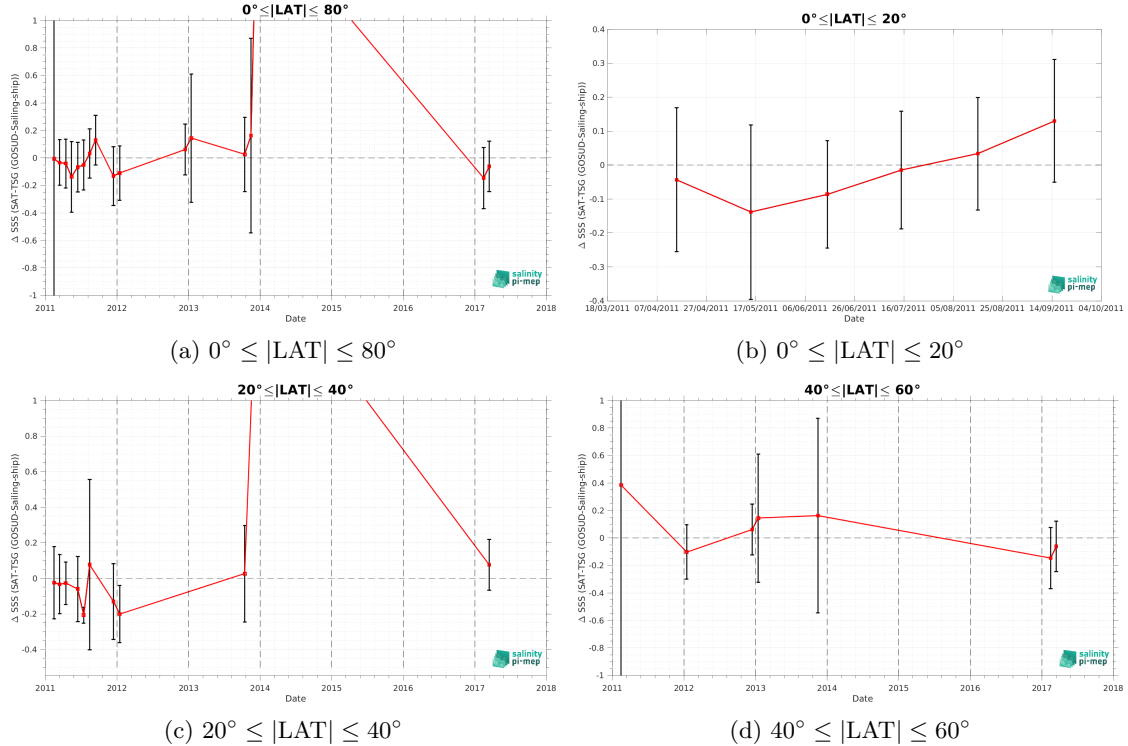 0°≤|LAT|≤ 80°
Δ SSS (SAT-TSG (GOSUD-Sailing-ship))
1
0.8
0.6
0.4
0.2
0
-0.2
-0.4
-0.6
-0.8
-1
2011 2012 2013 2014 2015 2016 2017 2018
Date
salinity
pi-mep
(a) 0° ≤ |LAT| ≤ 80°
0°≤|LAT|≤ 20°
Δ SSS (SAT-TSG (GOSUD-Sailing-ship))
0.4
0.3
0.2
0.1
0
-0.1
-0.2
-0.3
-0.4
18/03/2011 07/04/2011 27/04/2011 17/05/2011 06/06/2011 26/06/2011 16/07/2011 05/08/2011 25/08/2011 14/09/2011 04/10/2011
Date
salinity
pi-mep
(b) 0° ≤ |LAT| ≤ 20°
20°≤|LAT|≤ 40°
Δ SSS (SAT-TSG (GOSUD-Sailing-ship))
1
0.8
0.6
0.4
0.2
0
-0.2
-0.4
2011 2012 2013 2014 2015 2016 2017 2018
Date
salinity
pi-mep
(c) 20° ≤ |LAT| ≤ 40°
40°≤|LAT|≤ 60°
Δ SSS (SAT-TSG (GOSUD-Sailing-ship))
1
0.8
0.6
0.4
0.2
0
-0.2
-0.4
-0.6
-0.8
-1
2011 2012 2013 2014 2015 2016 2017 2018
Date
salinity
pi-mep
(d) 40° ≤ |LAT| ≤ 60°